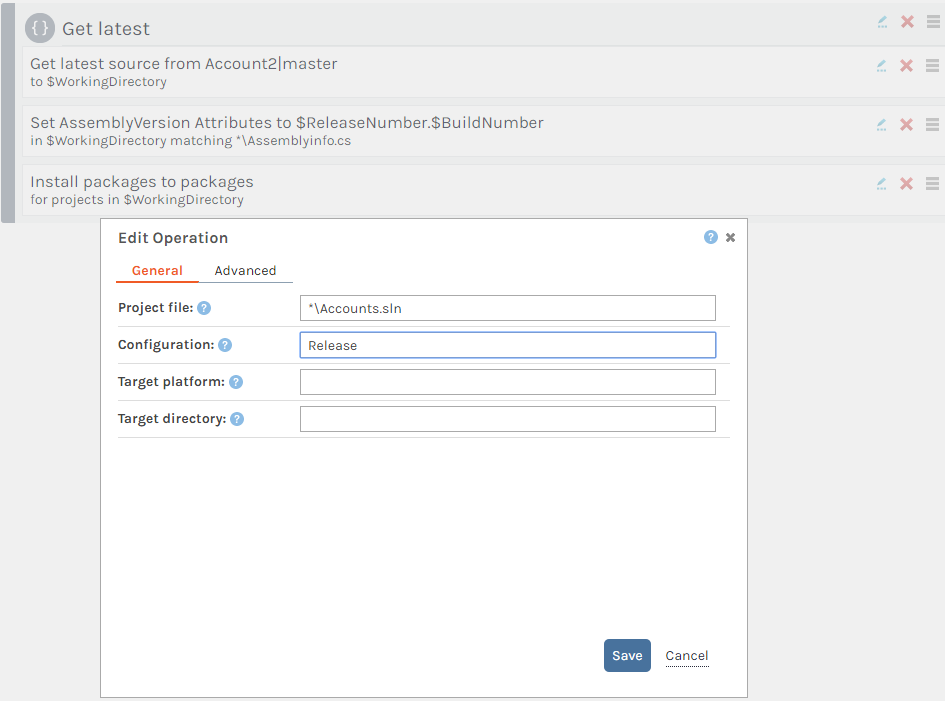 {} Get latest
Get latest source from Account2|master
to $WorkingDirectory
Set AssemblyVersion Attributes to $ReleaseNumber.$BuildNumber
in $WorkingDirectory matching *\Assemblyinfo.cs
Install packages to packages
for projects in $WorkingDirectory
Edit Operation ?
General Advanced
Project file: ? *\Accounts.sln
Configuration: ? Release
Target platform: ?
Target directory: ?
Save Cancel